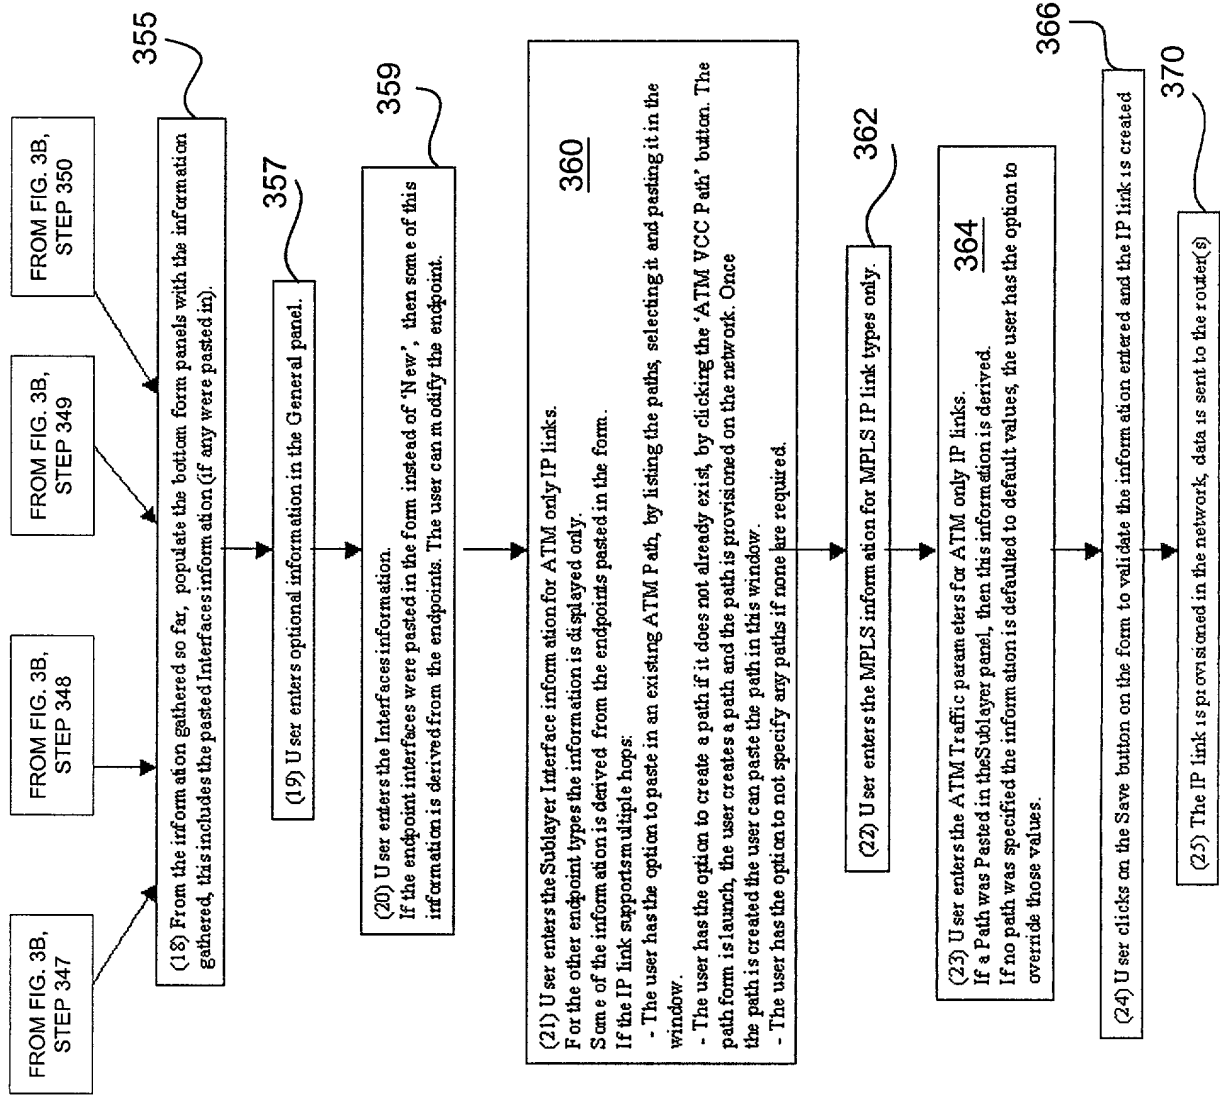 FROM FIG. 3B,
STEP 347
FROM FIG. 3B,
STEP 348
FROM FIG. 3B,
STEP 349
FROM FIG. 3B,
STEP 350
355
(18) From the information gathered so far, populate the bottom form panels with the information
gathered, this includes the pasted Interfaces information (if any were pasted in).
357
(19) User enters optional information in the General panel.
359
(20) User enters the Interfaces information.
If the endpoint interfaces were pasted in the form instead of 'New', then some of this
information is derived from the endpoints. The user can modify the endpoint.
360
(21) User enters the Sublayer Interface information for ATM only IP links.
For the other endpoint types the information is displayed only.
Some of the information is derived from the endpoints pasted in the form.
If the IP link supports multiple hops:
- The user has the option to paste in an existing ATM Path, by listing the paths, selecting it and pasting it in the
window.
- The user has the option to create a path if it does not already exist, by clicking the 'ATM VCC Path' button. The
path form is launch, the user creates a path and the path is provisioned on the network. Once
the path is created the user can paste the path in this window.
- The user has the option to not specify any paths if none are required.
362
(22) User enters the MPLS information for MPLS IP link types only.
364
(23) User enters the ATM Traffic parameters for ATM only IP links.
If a Path was Pasted in theSublayer panel, then this information is derived.
If no path was specified the information is defaulted to default values, the user has the option to
override those values.
366
(24) User clicks on the Save button on the form to validate the information entered and the IP link is created
370
(25) The IP link is provisioned in the network, data is sent to the router(s)